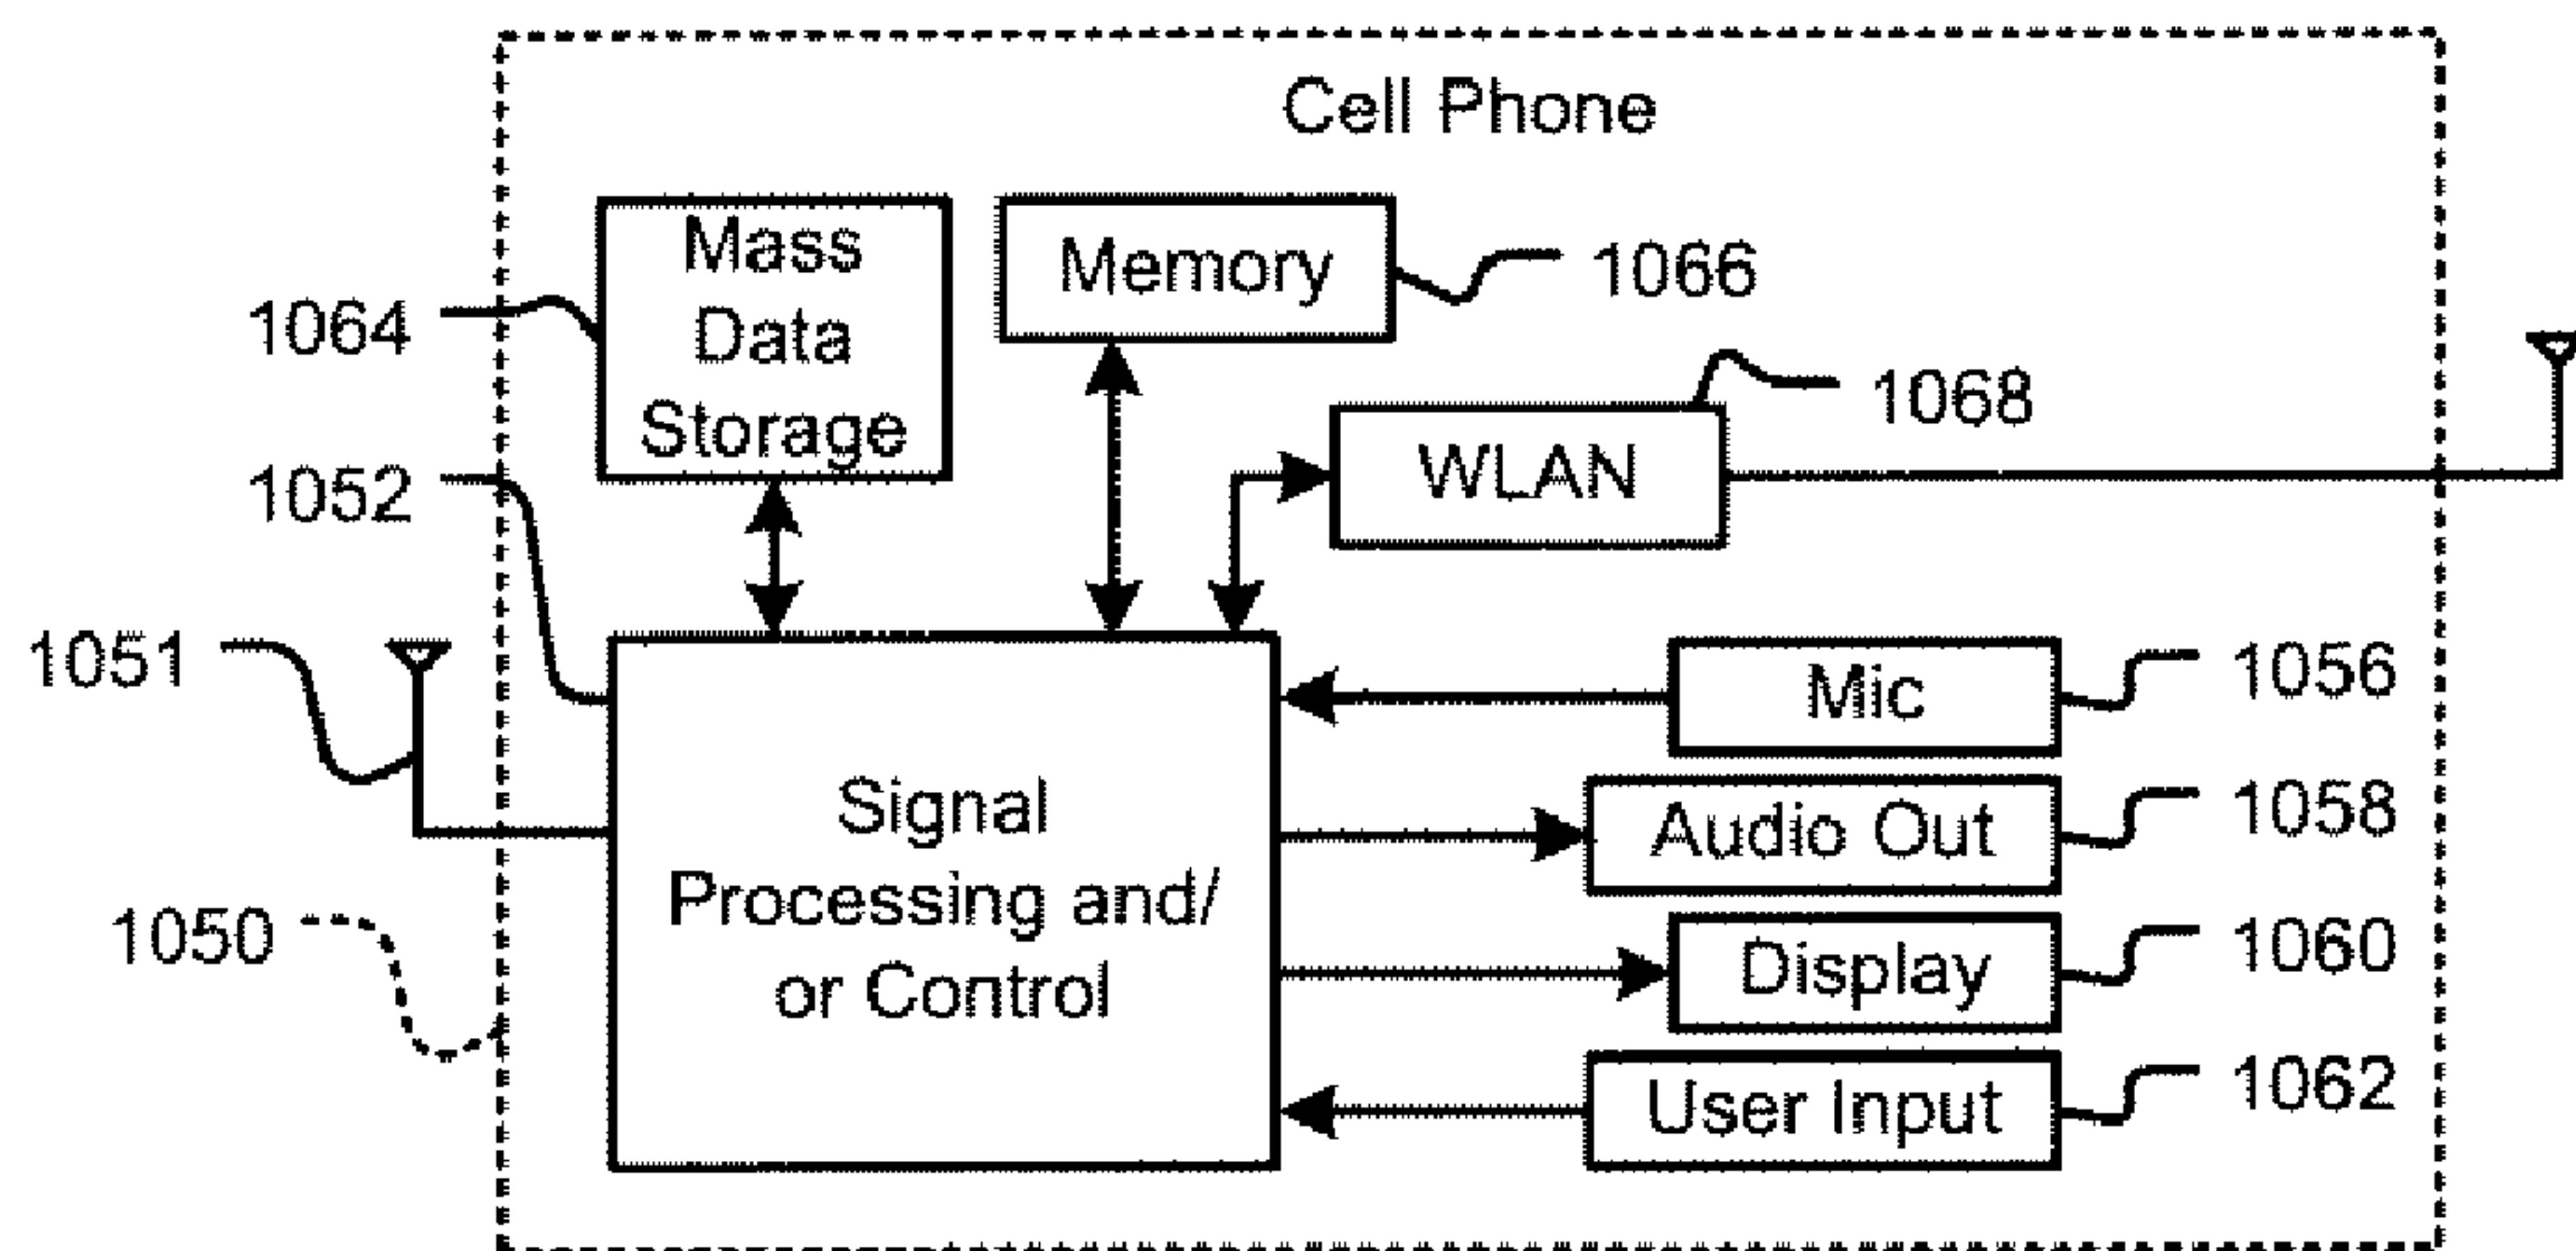 Cell Phone
Mass
Data
Storage
Memory
1066
1064
1068
WLAN
1052
1051
Mic
1056
Signal
Processing and/
or Control
Audio Out
1058
1050
Display
1060
User Input
1062